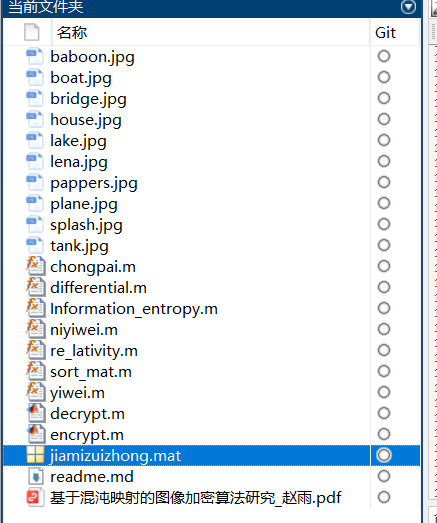 当前文件夹
名称 Git
baboon.jpg
boat.jpg
bridge.jpg
house.jpg
lake.jpg
lena.jpg
pappers.jpg
plane.jpg
splash.jpg
tank.jpg
chongpai.m
differential.m
Information_entropy.m
niyiwei.m
re_lativity.m
sort_mat.m
yiwei.m
decrypt.m
encrypt.m
jiamizuizhong.mat
readme.md
基于混沌映射的图像加密算法研究_赵雨.pdf